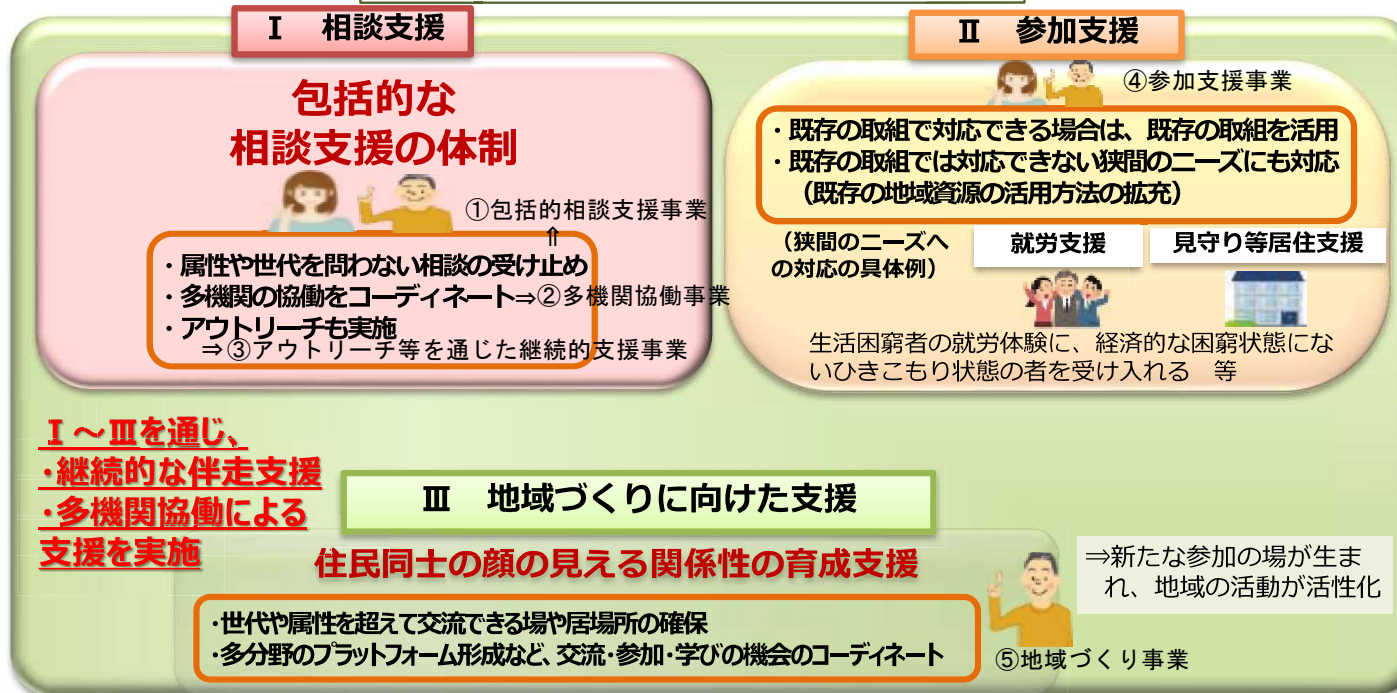 Ⅰ 相談支援
包括的な
相談支援の体制
①包括的相談支援事業
⇑
・属性や世代を問わない相談の受け止め
・多機関の協働をコーディネート⇒②多機関協働事業
・アウトリーチも実施
⇒③アウトリーチ等を通じた継続的支援事業
Ⅱ 参加支援
④参加支援事業
・既存の取組で対応できる場合は、既存の取組を活用
・既存の取組では対応できない狭間のニーズにも対応
(既存の地域資源の活用方法の拡充)
(狭間のニーズへ
の対応の具体例)
就労支援
見守り等居住支援
生活困窮者の就労体験に、経済的な困窮状態にな
いひきこもり状態の者を受け入れる 等
Ⅰ~Ⅲを通じ、
・継続的な伴走支援
・多機関協働による
支援を実施
Ⅲ 地域づくりに向けた支援
住民同士の顔の見える関係性の育成支援
・世代や属性を超えて交流できる場や居場所の確保
・多分野のプラットフォーム形成など、交流・参加・学びの機会のコーディネート
⇒新たな参加の場が生ま
れ、地域の活動が活性化
⑤地域づくり事業